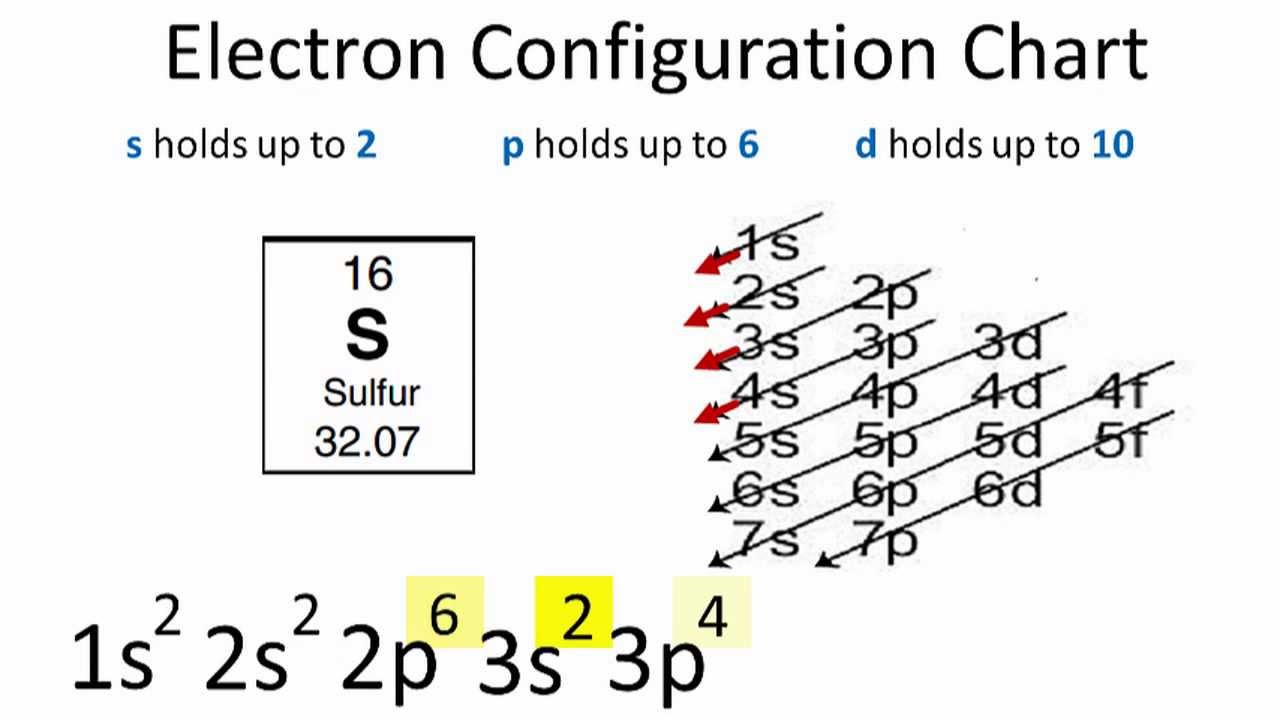 Electron Configuration Chart
s holds up to 2 p holds up to 6 d holds up to 10
16
S
Sulfur
32.07
1s
2s 2p
3s 3p 3d
4s 4p 4d 4f
5s 5p 5d 5f
6s 6p 6d
7s 7p
1s² 2s² 2p⁶ 3s² 3p⁴